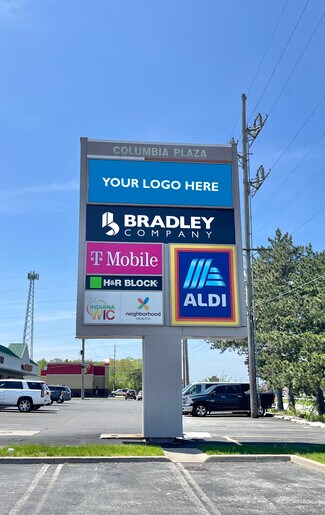 COLUMBIA PLAZA
YOUR LOGO HERE
BRADLEY
COMPANY
T Mobile
H&R BLOCK
ALDI
INDIANA
WIC
neighborhood
HEALTH